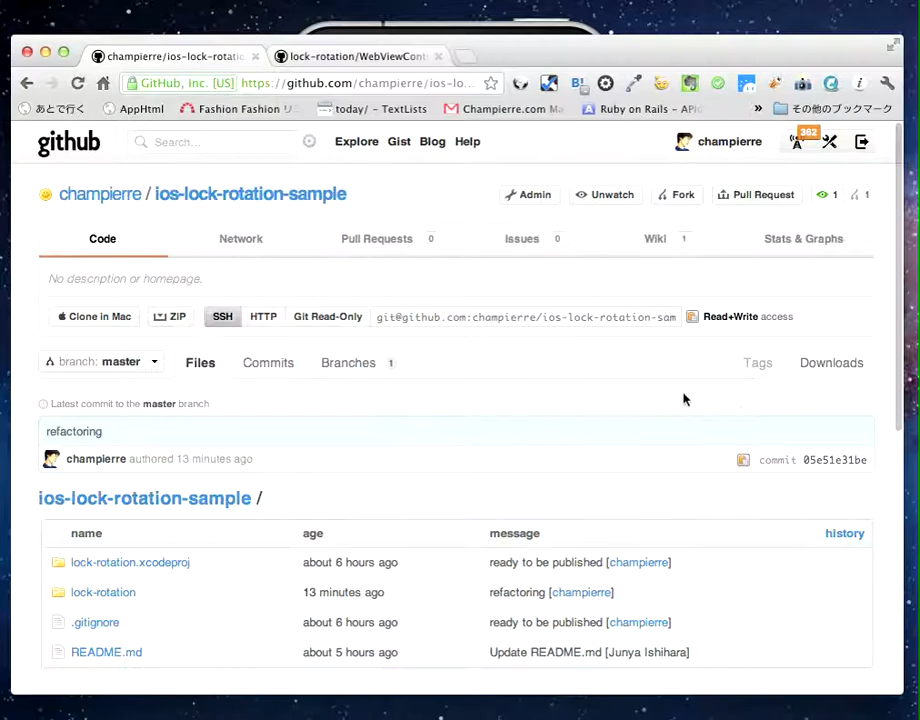 champierre/ios-lock-rotatio
lock-rotation/WebViewCont
GitHub, Inc. [US] https://github.com/champierre/ios-lo...
あとで行く AppHtml Fashion Fashion リ today/ - TextLists Champierre.com Ma Ruby on Rails - APId » その他のブックマーク
github Search... Explore Gist Blog Help champierre 362
champierre / ios-lock-rotation-sample Admin Unwatch Fork Pull Request 1 1
Code Network Pull Requests 0 Issues 0 Wiki 1 Stats & Graphs
No description or homepage.
Clone in Mac ZIP SSH HTTP Git Read-Only git@github.com:champierre/ios-lock-rotation-sam Read+Write access
branch: master Files Commits Branches 1 Tags Downloads
Latest commit to the master branch
refactoring
champierre authored 13 minutes ago commit 05e51e31be
ios-lock-rotation-sample /
name age message history
lock-rotation.xcodeproj about 6 hours ago ready to be published [champierre]
lock-rotation 13 minutes ago refactoring [champierre]
.gitignore about 6 hours ago ready to be published [champierre]
README.md about 5 hours ago Update README.md [Junya Ishihara]